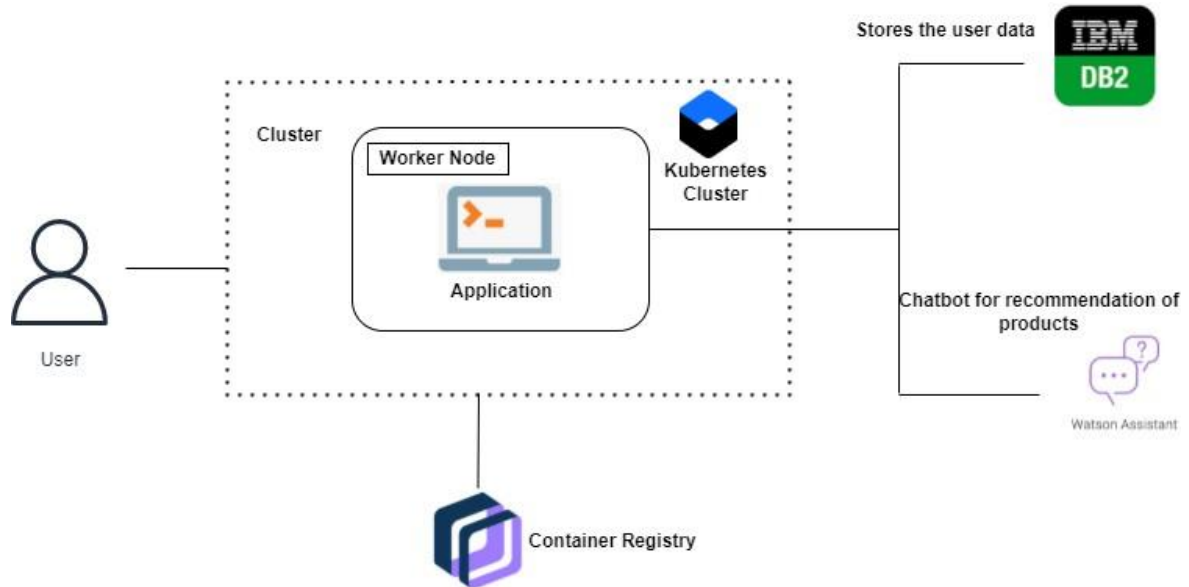 Stores the user data
IBM
DB2
Cluster
Worker Node
Kubernetes
Cluster
Application
User
Chatbot for recommendation of
products
?
Watson Assistant
Container Registry